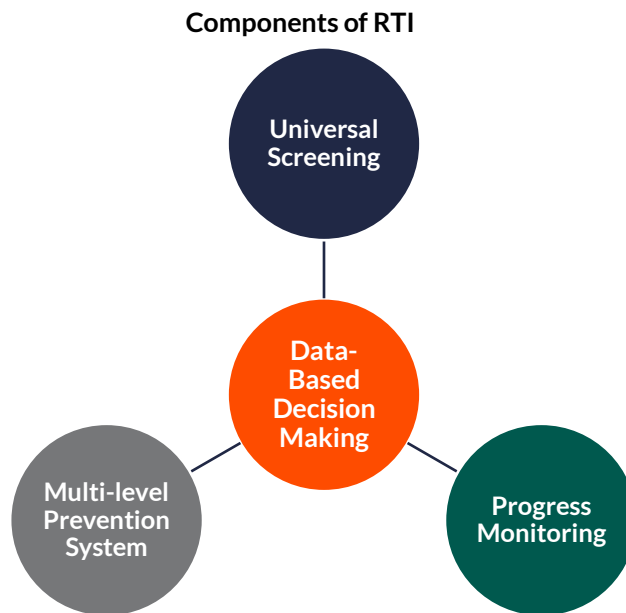 Components of RTI
Universal
Screening
Data-
Based
Decision
Making
Multi-level
Prevention
System
Progress
Monitoring